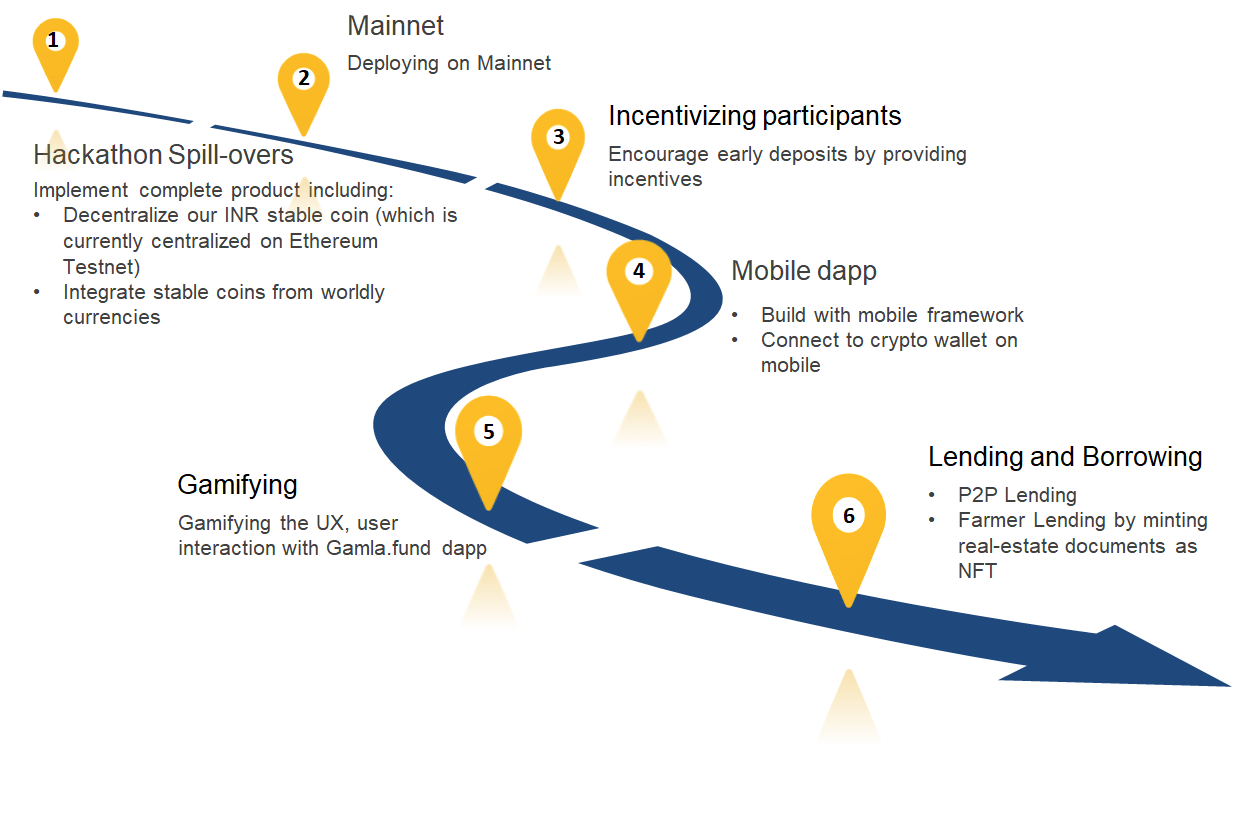 1
Hackathon Spill-overs
Implement complete product including:
• Decentralize our INR stable coin (which is
currently centralized on Ethereum
Testnet)
• Integrate stable coins from worldly
currencies
2
Mainnet
Deploying on Mainnet
3
Incentivizing participants
Encourage early deposits by providing
incentives
4
Mobile dapp
• Build with mobile framework
• Connect to crypto wallet on
mobile
5
Gamifying
Gamifying the UX, user
interaction with Gamla.fund dapp
6
Lending and Borrowing
• P2P Lending
• Farmer Lending by minting
real-estate documents as
NFT